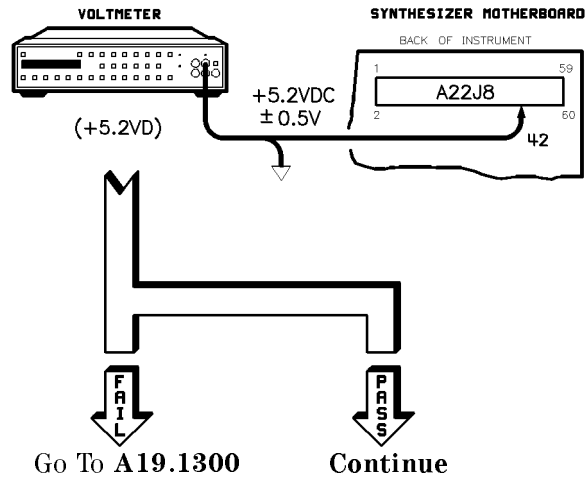 VOLTMETER
SYNTHESIZER MOTHERBOARD
BACK OF INSTRUMENT
1 59
A22J8
2 60
+5.2VDC
± 0.5V
(+5.2VD)
42
FAIL
PASS
Go To A19.1300
Continue